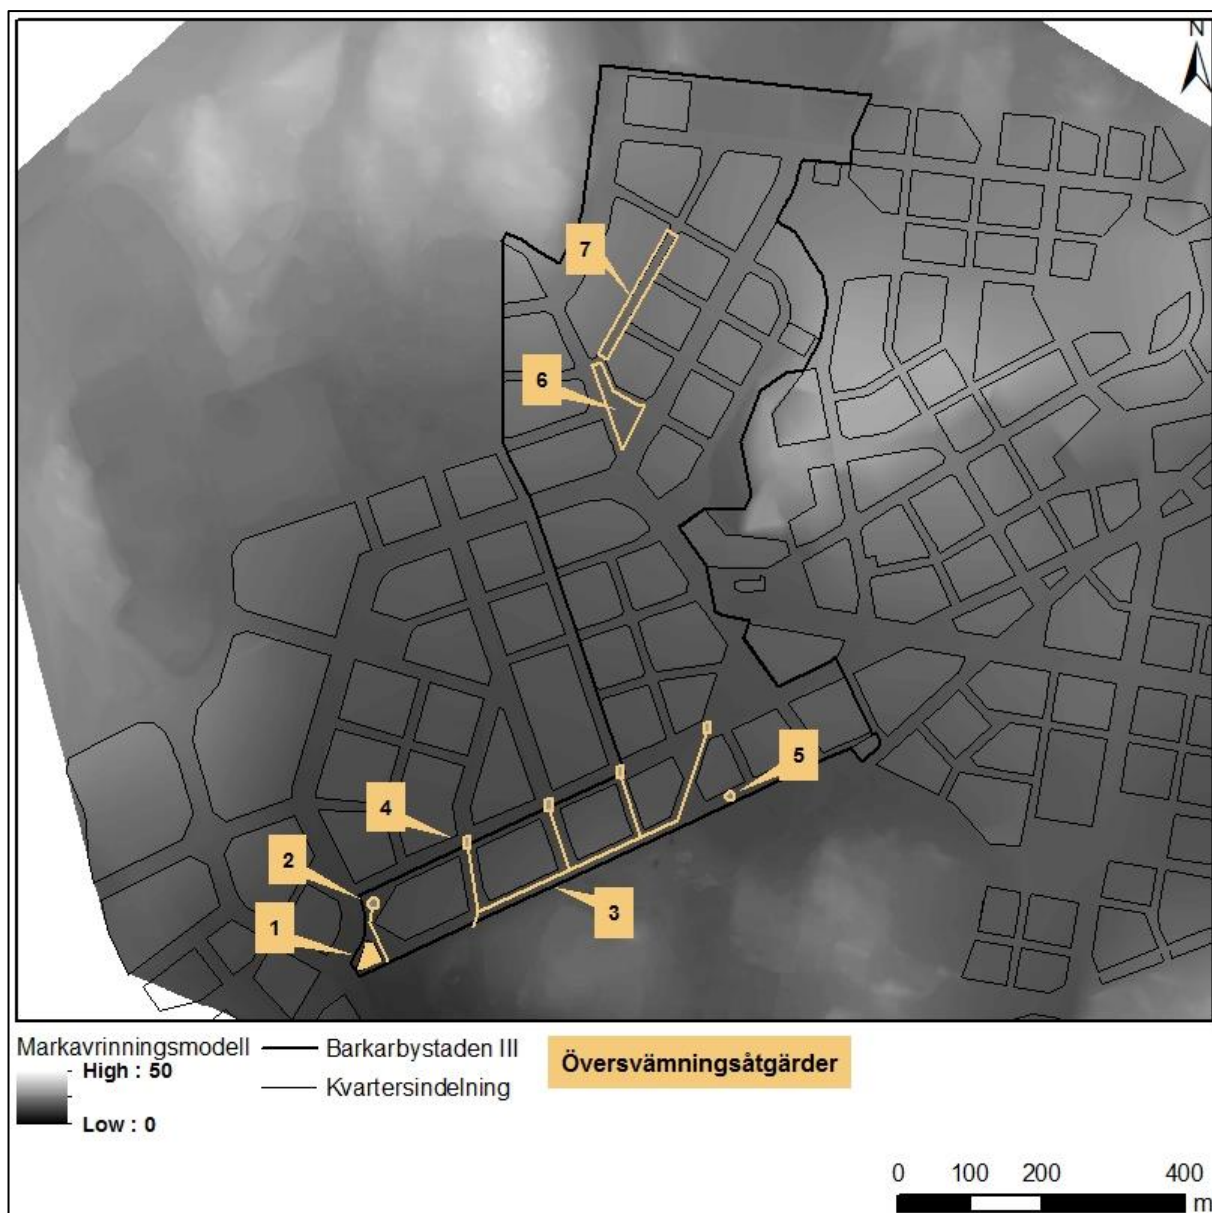 N
7
6
5
4
2
1
3
Markavrinningsmodell
High : 50
Low : 0
Barkarbystaden III
Kvartersindelning
Översvämningsåtgärder
0 100 200 400
m